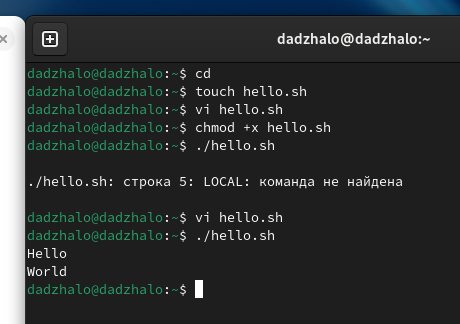 dadzhalo@dadzhalo:~
dadzhalo@dadzhalo:~$ cd
dadzhalo@dadzhalo:~$ touch hello.sh
dadzhalo@dadzhalo:~$ vi hello.sh
dadzhalo@dadzhalo:~$ chmod +x hello.sh
dadzhalo@dadzhalo:~$ ./hello.sh
./hello.sh: строка 5: LOCAL: команда не найдена
dadzhalo@dadzhalo:~$ vi hello.sh
dadzhalo@dadzhalo:~$ ./hello.sh
Hello
World
dadzhalo@dadzhalo:~$